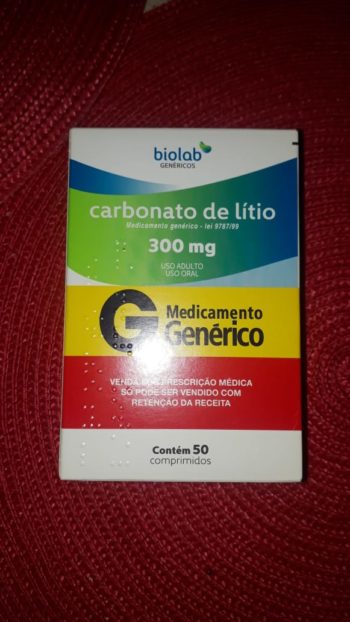 biolab
GENÉRICOS
carbonato de lítio
Medicamento genérico - lei 9787/99
300 mg
USO ADULTO
USO ORAL
G Medicamento
Genérico
VENDA SOB PRESCRIÇÃO MÉDICA
SÓ PODE SER VENDIDO COM
RETENÇÃO DA RECEITA
Contém 50
comprimidos